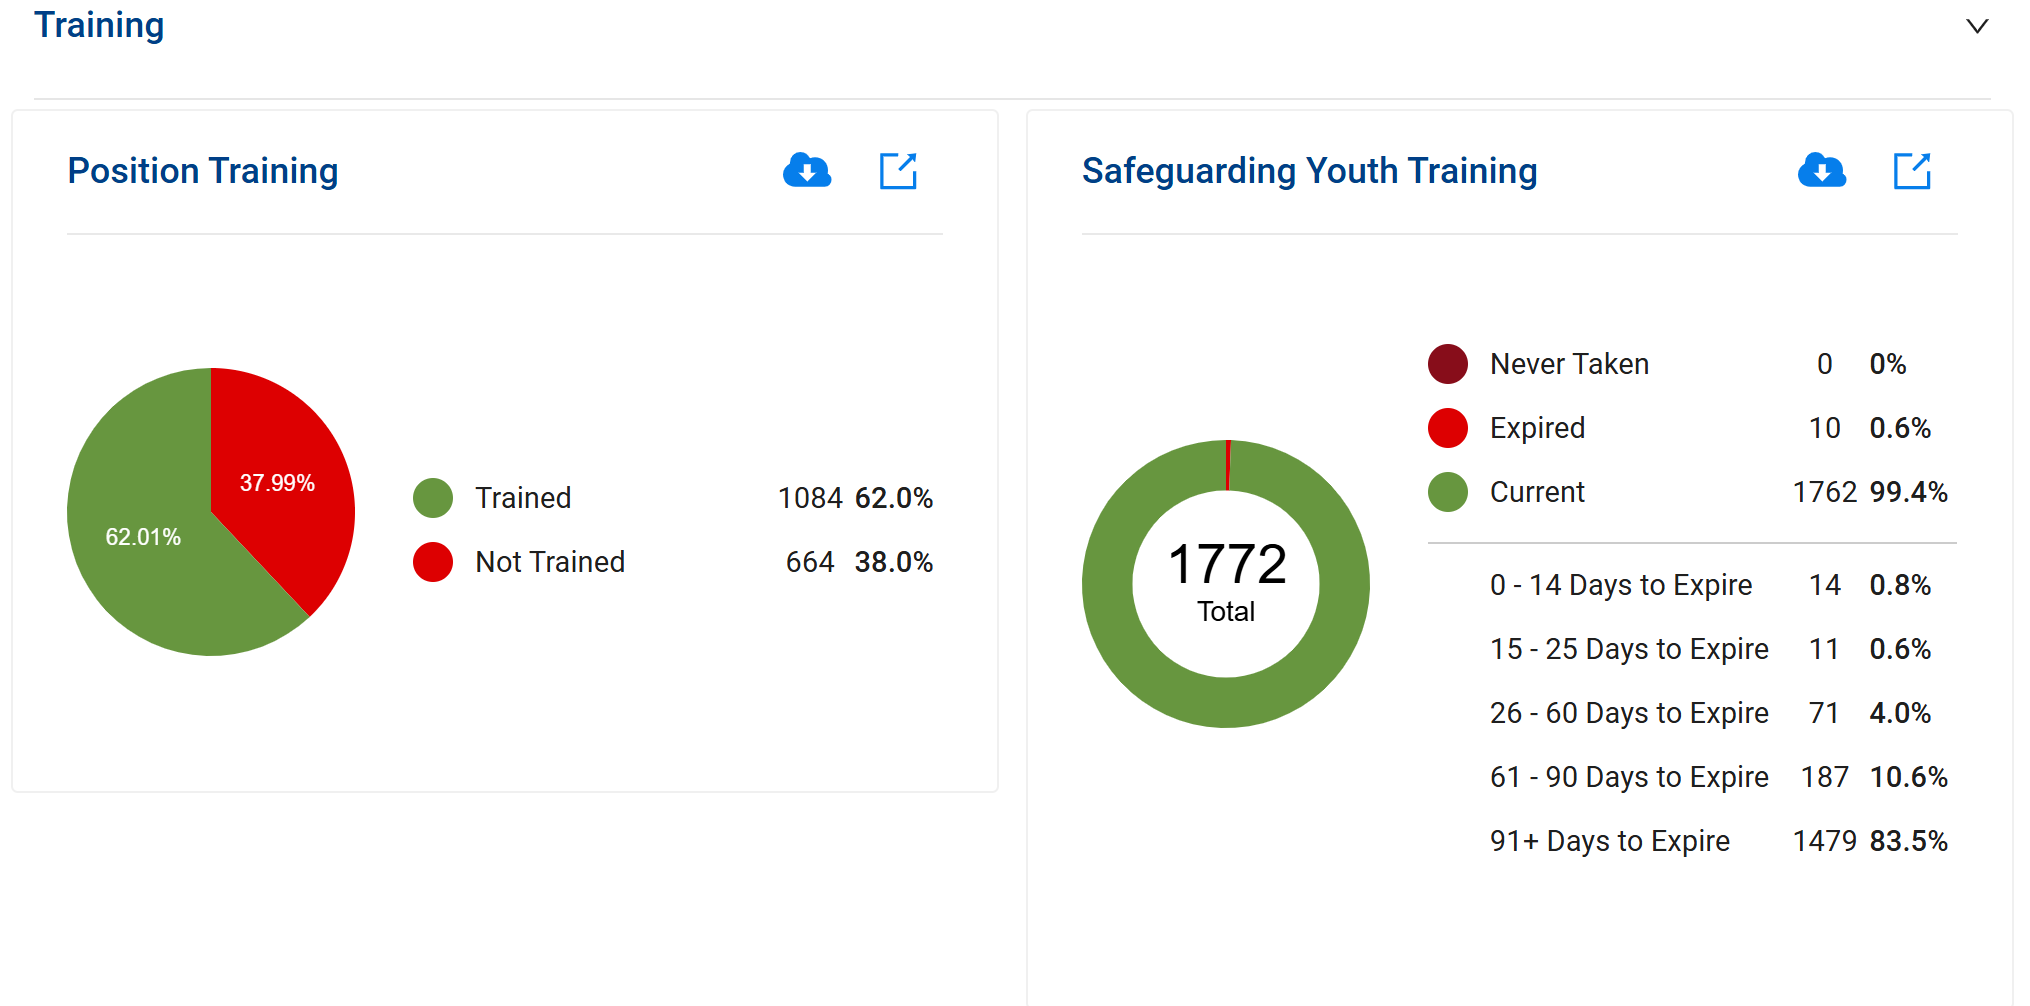 Training
Position Training
37.99%
62.01%
Trained 1084 62.0%
Not Trained 664 38.0%
Safeguarding Youth Training
1772
Total
Never Taken 0 0%
Expired 10 0.6%
Current 1762 99.4%
0 - 14 Days to Expire 14 0.8%
15 - 25 Days to Expire 11 0.6%
26 - 60 Days to Expire 71 4.0%
61 - 90 Days to Expire 187 10.6%
91+ Days to Expire 1479 83.5%